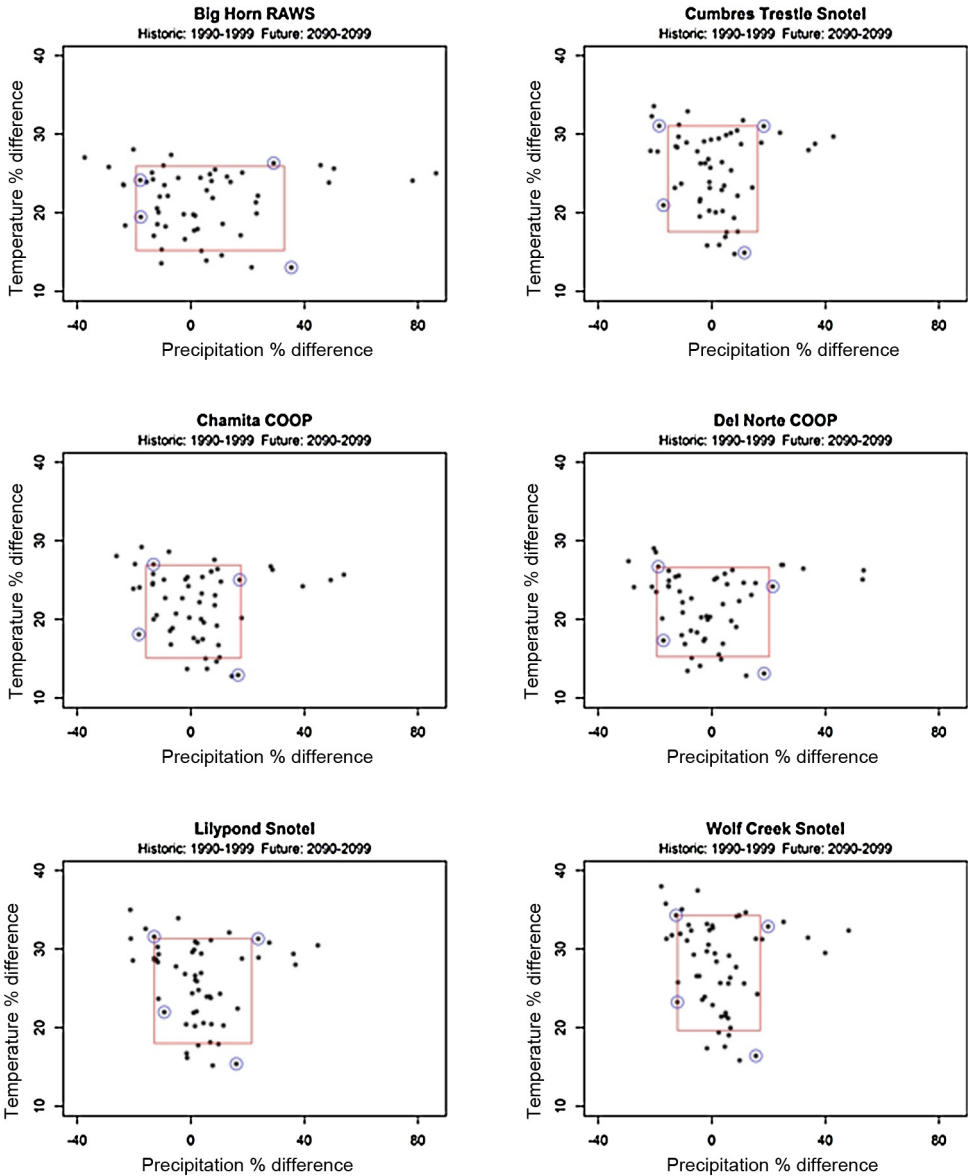 Big Horn RAWS
Historic: 1990-1999 Future: 2090-2099
40
30
20
10
Temperature % difference
-40
0
40
80
Precipitation % difference
Cumbres Trestle Snotel
Historic: 1990-1999 Future: 2090-2099
40
30
20
10
Temperature % difference
-40
0
40
80
Precipitation % difference
Chamita COOP
Historic: 1990-1999 Future: 2090-2099
40
30
20
10
Temperature % difference
-40
0
40
80
Precipitation % difference
Del Norte COOP
Historic: 1990-1999 Future: 2090-2099
40
30
20
10
Temperature % difference
-40
0
40
80
Precipitation % difference
Lilypond Snotel
Historic: 1990-1999 Future: 2090-2099
40
30
20
10
Temperature % difference
-40
0
40
80
Precipitation % difference
Wolf Creek Snotel
Historic: 1990-1999 Future: 2090-2099
40
30
20
10
Temperature % difference
-40
0
40
80
Precipitation % difference